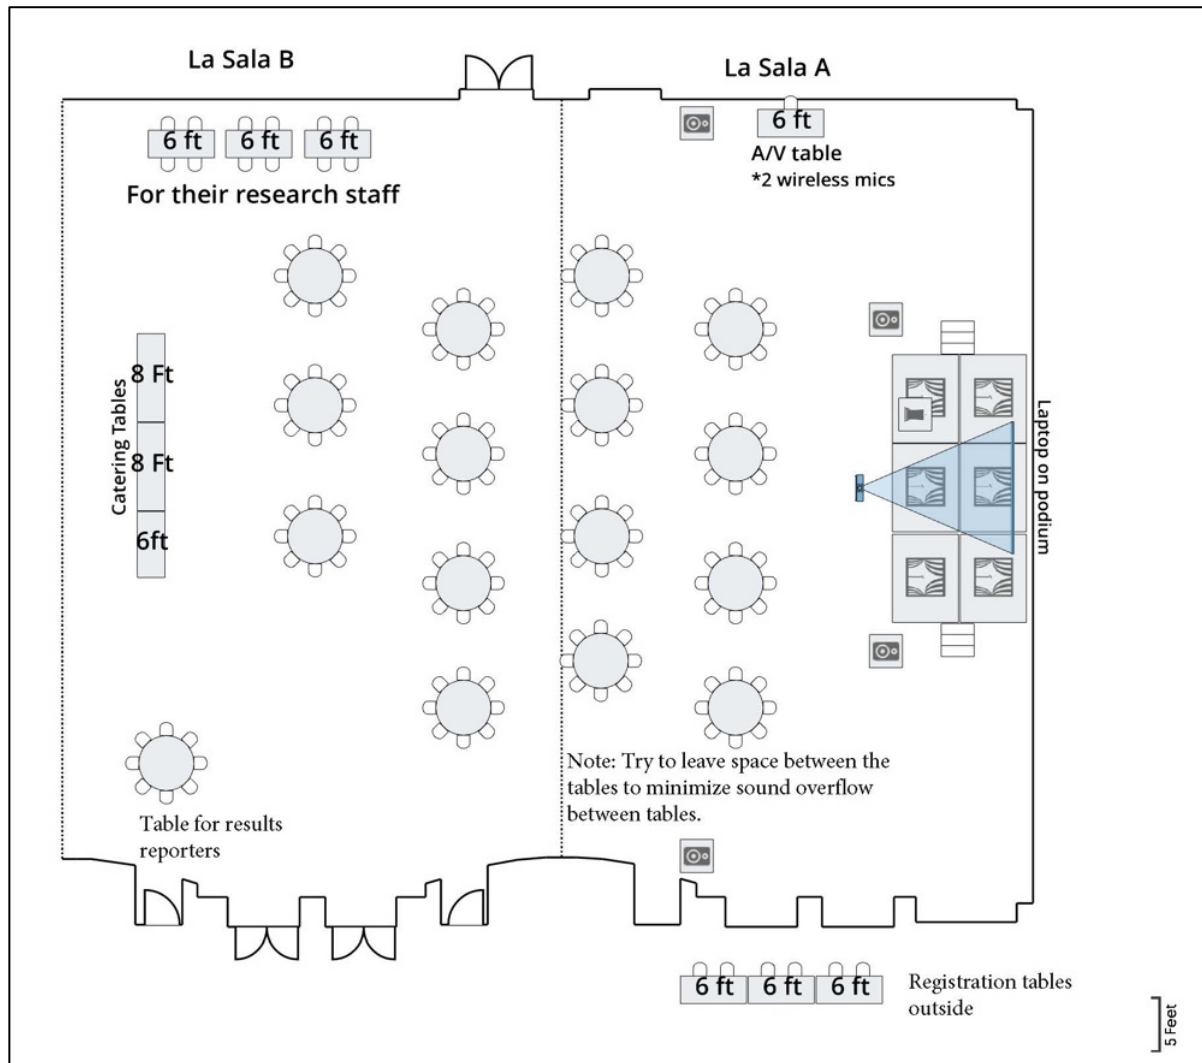 La Sala B
La Sala A
6 ft
6 ft
6 ft
For their research staff
6 ft
A/V table
*2 wireless mics
Catering Tables
8 Ft
8 Ft
6ft
Laptop on podium
Note: Try to leave space between the
tables to minimize sound overflow
between tables.
Table for results
reporters
6 ft
6 ft
6 ft
Registration tables
outside
5 Feet